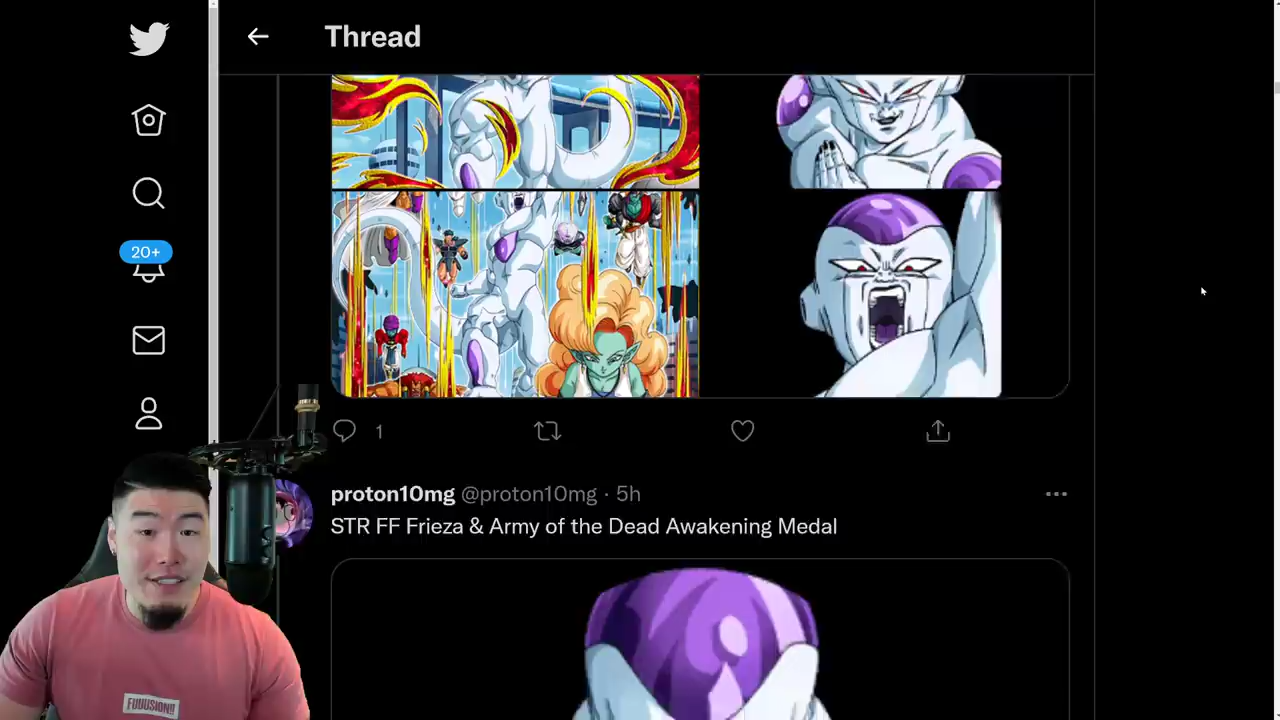 Thread
20+
1
proton10mg @proton10mg · 5h
STR FF Frieza & Army of the Dead Awakening Medal
FUUUSION!!